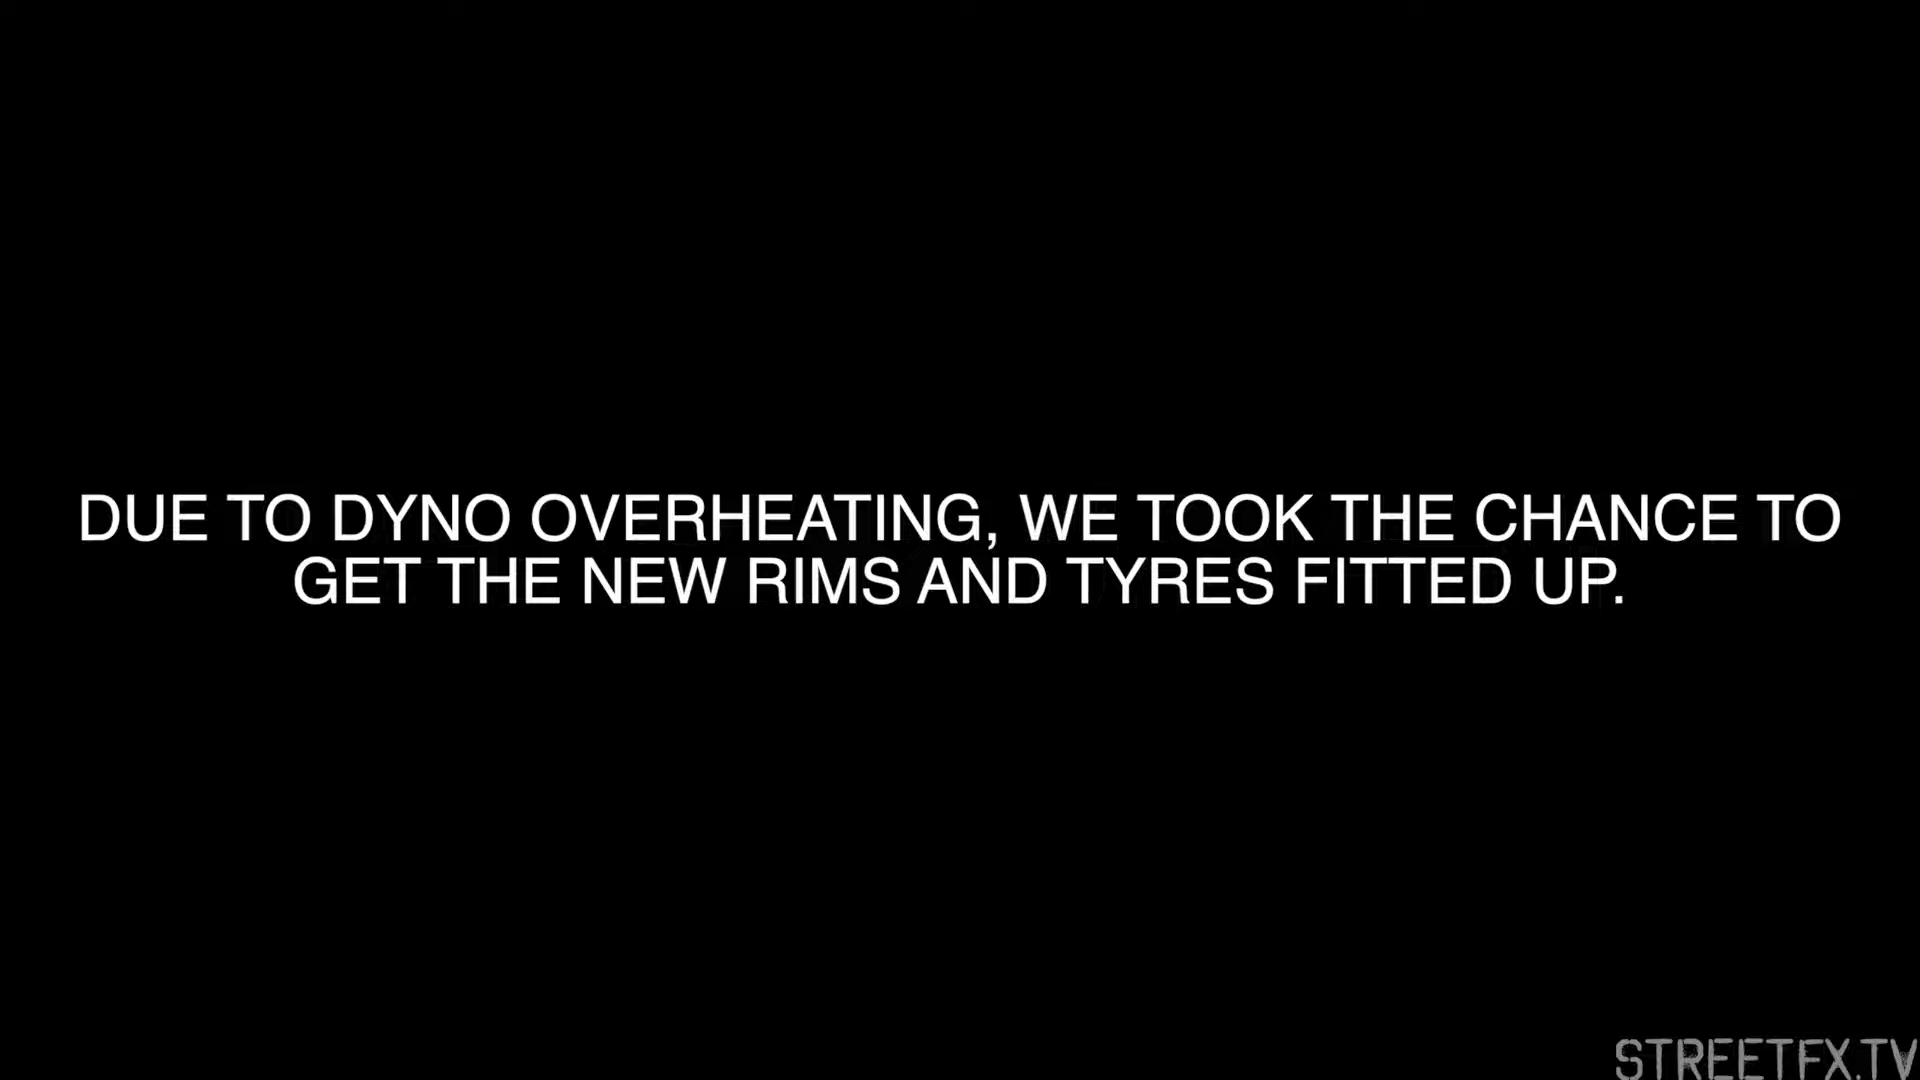 DUE TO DYNO OVERHEATING, WE TOOK THE CHANCE TO
GET THE NEW RIMS AND TYRES FITTED UP.
STREETFX.TV